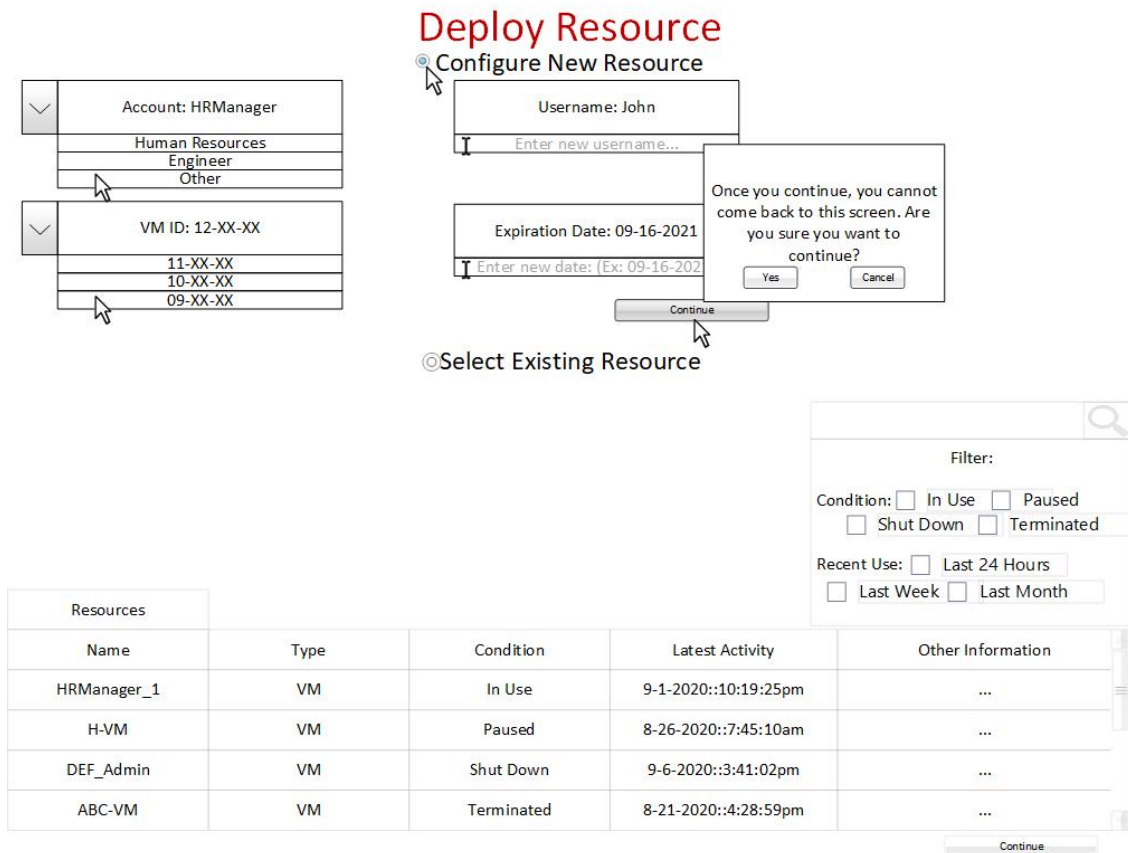 Deploy Resource
Configure New Resource
Account: HRManager
Human Resources
Engineer
Other
VM ID: 12-XX-XX
11-XX-XX
10-XX-XX
09-XX-XX
Username: John
Enter new username...
Expiration Date: 09-16-2021
Enter new date: (Ex: 09-16-202
Continue
Once you continue, you cannot
come back to this screen. Are
you sure you want to
continue?
Yes Cancel
Select Existing Resource
Filter:
Condition: In Use Paused
Shut Down Terminated
Recent Use: Last 24 Hours
Last Week Last Month
Resources
Name Type Condition Latest Activity Other Information
HRManager_1 VM In Use 9-1-2020::10:19:25pm ...
H-VM VM Paused 8-26-2020::7:45:10am ...
DEF_Admin VM Shut Down 9-6-2020::3:41:02pm ...
ABC-VM VM Terminated 8-21-2020::4:28:59pm ...
Continue